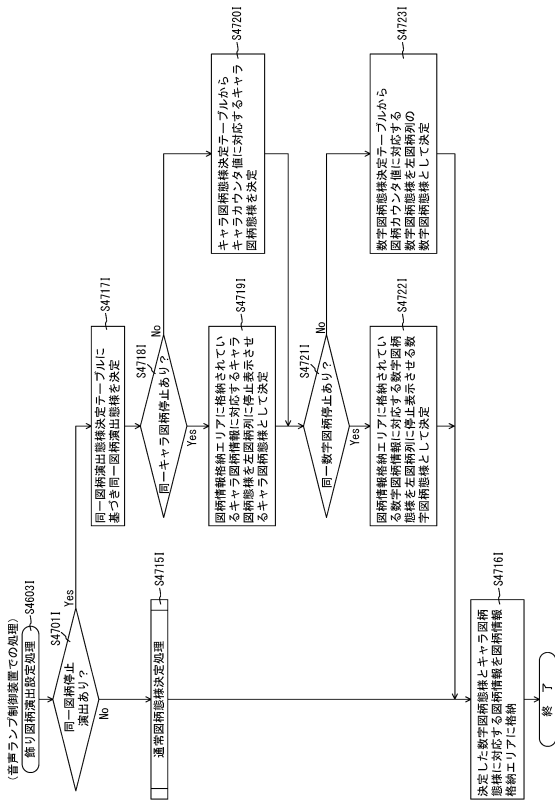 (音声ランプ制御装置での処理)
飾り図柄演出設定処理
S4603I
S4701I
同一図柄停止
演出あり?
Yes
No
S4715I
通常図柄態様決定処理
S4717I
同一図柄演出態様決定テーブルに
基づき同一図柄演出態様を決定
S4718I
同一キャラ図柄停止あり?
No
Yes
S4719I
図柄情報格納エリアに格納されてい
るキャラ図柄情報に対応するキャラ
図柄態様を左図柄列に停止表示させ
るキャラ図柄態様として決定
S4720I
キャラ図柄態様決定テーブルから
キャラカウンタ値に対応するキャラ
図柄態様を決定
S4721I
同一数字図柄停止あり?
No
Yes
S4722I
図柄情報格納エリアに格納されてい
る数字図柄情報に対応する数字図柄
態様を左図柄列に停止表示させる数
字図柄態様として決定
S4723I
数字図柄態様決定テーブルから
図柄カウンタ値に対応する
数字図柄態様を左図柄列の
数字図柄態様として決定
S4716I
決定した数字図柄態様とキャラ図柄
態様に対応する図柄情報を図柄情報
格納エリアに格納
終 了